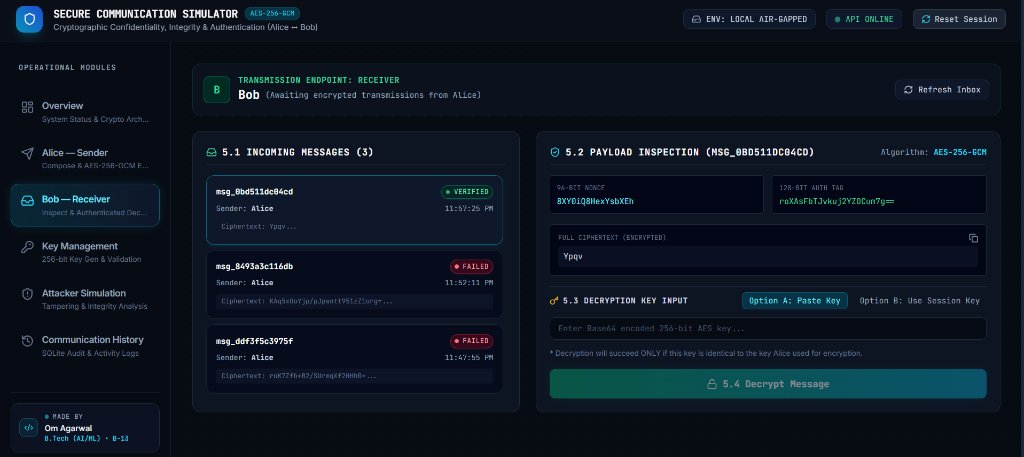 SECURE COMMUNICATION SIMULATOR AES-256-GCM
Cryptographic Confidentiality, Integrity & Authentication (Alice ↔ Bob)
ENV: LOCAL AIR-GAPPED
API ONLINE
Reset Session
OPERATIONAL MODULES
Overview
System Status & Crypto Arch...
Alice — Sender
Compose & AES-256-GCM E...
Bob — Receiver
Inspect & Authenticated Dec...
Key Management
256-bit Key Gen & Validation
Attacker Simulation
Tampering & Integrity Analysis
Communication History
SQLite Audit & Activity Logs
MADE BY
Om Agarwal
B.Tech (AI/ML) • B-13
B
TRANSMISSION ENDPOINT: RECEIVER
Bob (Awaiting encrypted transmissions from Alice)
Refresh Inbox
5.1 INCOMING MESSAGES (3)
msg_0bd511dc04cd VERIFIED
Sender: Alice 11:57:25 PM
Ciphertext: Ypqv...
msg_8493a3c116db FAILED
Sender: Alice 11:52:11 PM
Ciphertext:
msg_ddf3f5c3975f FAILED
Sender: Alice 11:47:55 PM
Ciphertext:
5.2 PAYLOAD INSPECTION (MSG_0BD511DC04CD)
Algorithm: AES-256-GCM
96-BIT NONCE
8XY0iQ8HexYsbXEh
128-BIT AUTH TAG
FULL CIPHERTEXT (ENCRYPTED)
Ypqv
5.3 DECRYPTION KEY INPUT
Option A: Paste Key
Option B: Use Session Key
Enter Base64 encoded 256-bit AES key...
* Decryption will succeed ONLY if this key is identical to the key Alice used for encryption.
5.4 Decrypt Message